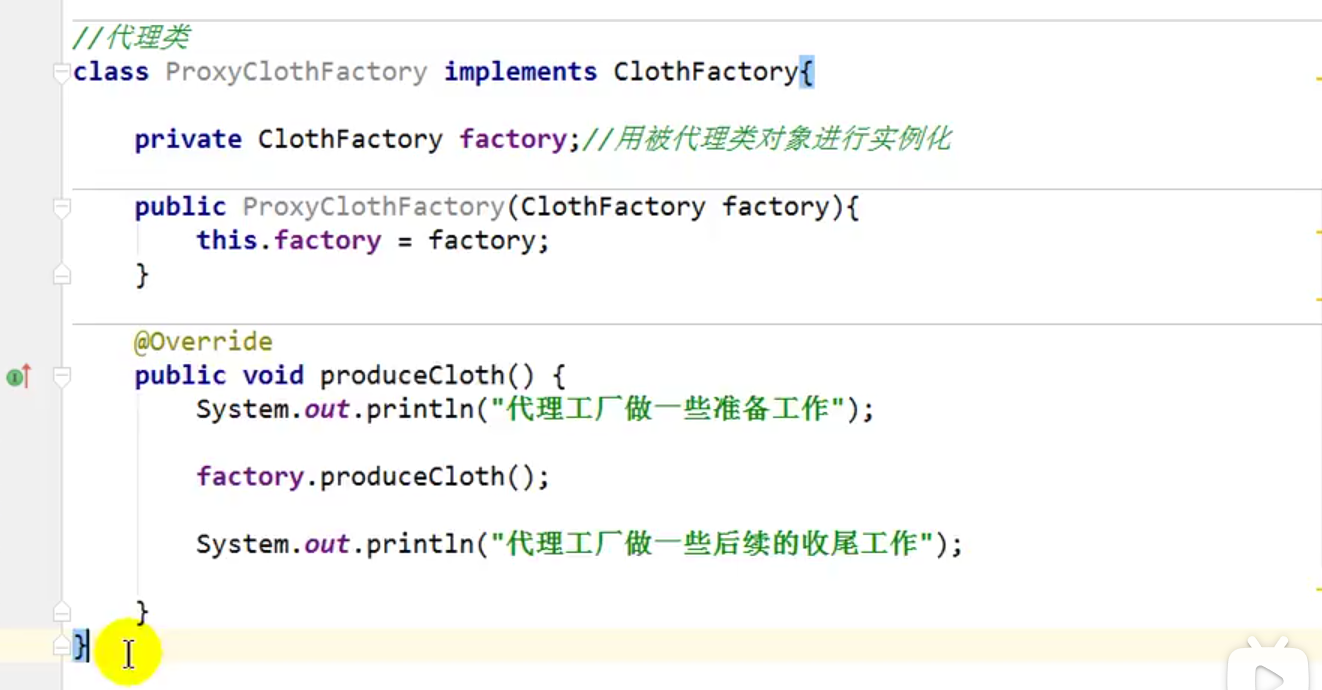 //代理类
class ProxyClothFactory implements ClothFactory{
private ClothFactory factory;//用被代理类对象进行实例化
public ProxyClothFactory(ClothFactory factory){
this.factory = factory;
}
@Override
public void produceCloth() {
System.out.println("代理工厂做一些准备工作");
factory.produceCloth();
System.out.println("代理工厂做一些后续的收尾工作");
}
}